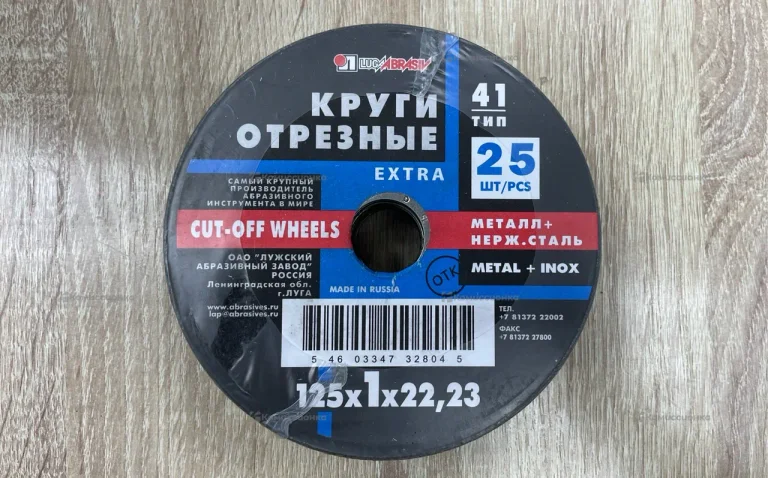 LUGAABRASIV
КРУГИ
ОТРЕЗНЫЕ
EXTRA
41
ТИП
25
ШТ/PCS
САМЫЙ КРУПНЫЙ
ПРОИЗВОДИТЕЛЬ
АБРАЗИВНОГО
ИНСТРУМЕНТА В МИРЕ
CUT-OFF WHEELS
МЕТАЛЛ+
НЕРЖ.СТАЛЬ
ОАО "ЛУЖСКИЙ
АБРАЗИВНЫЙ ЗАВОД"
РОССИЯ
Ленинградская обл.
г.ЛУГА
METAL + INOX
ОТК
MADE IN RUSSIA
www.abrasives.ru
lap@abrasives.ru
ТЕЛ.
+7 81372 22002
ФАКС
+7 81372 27800
5 46 03347 32804 5
125x1x22,23